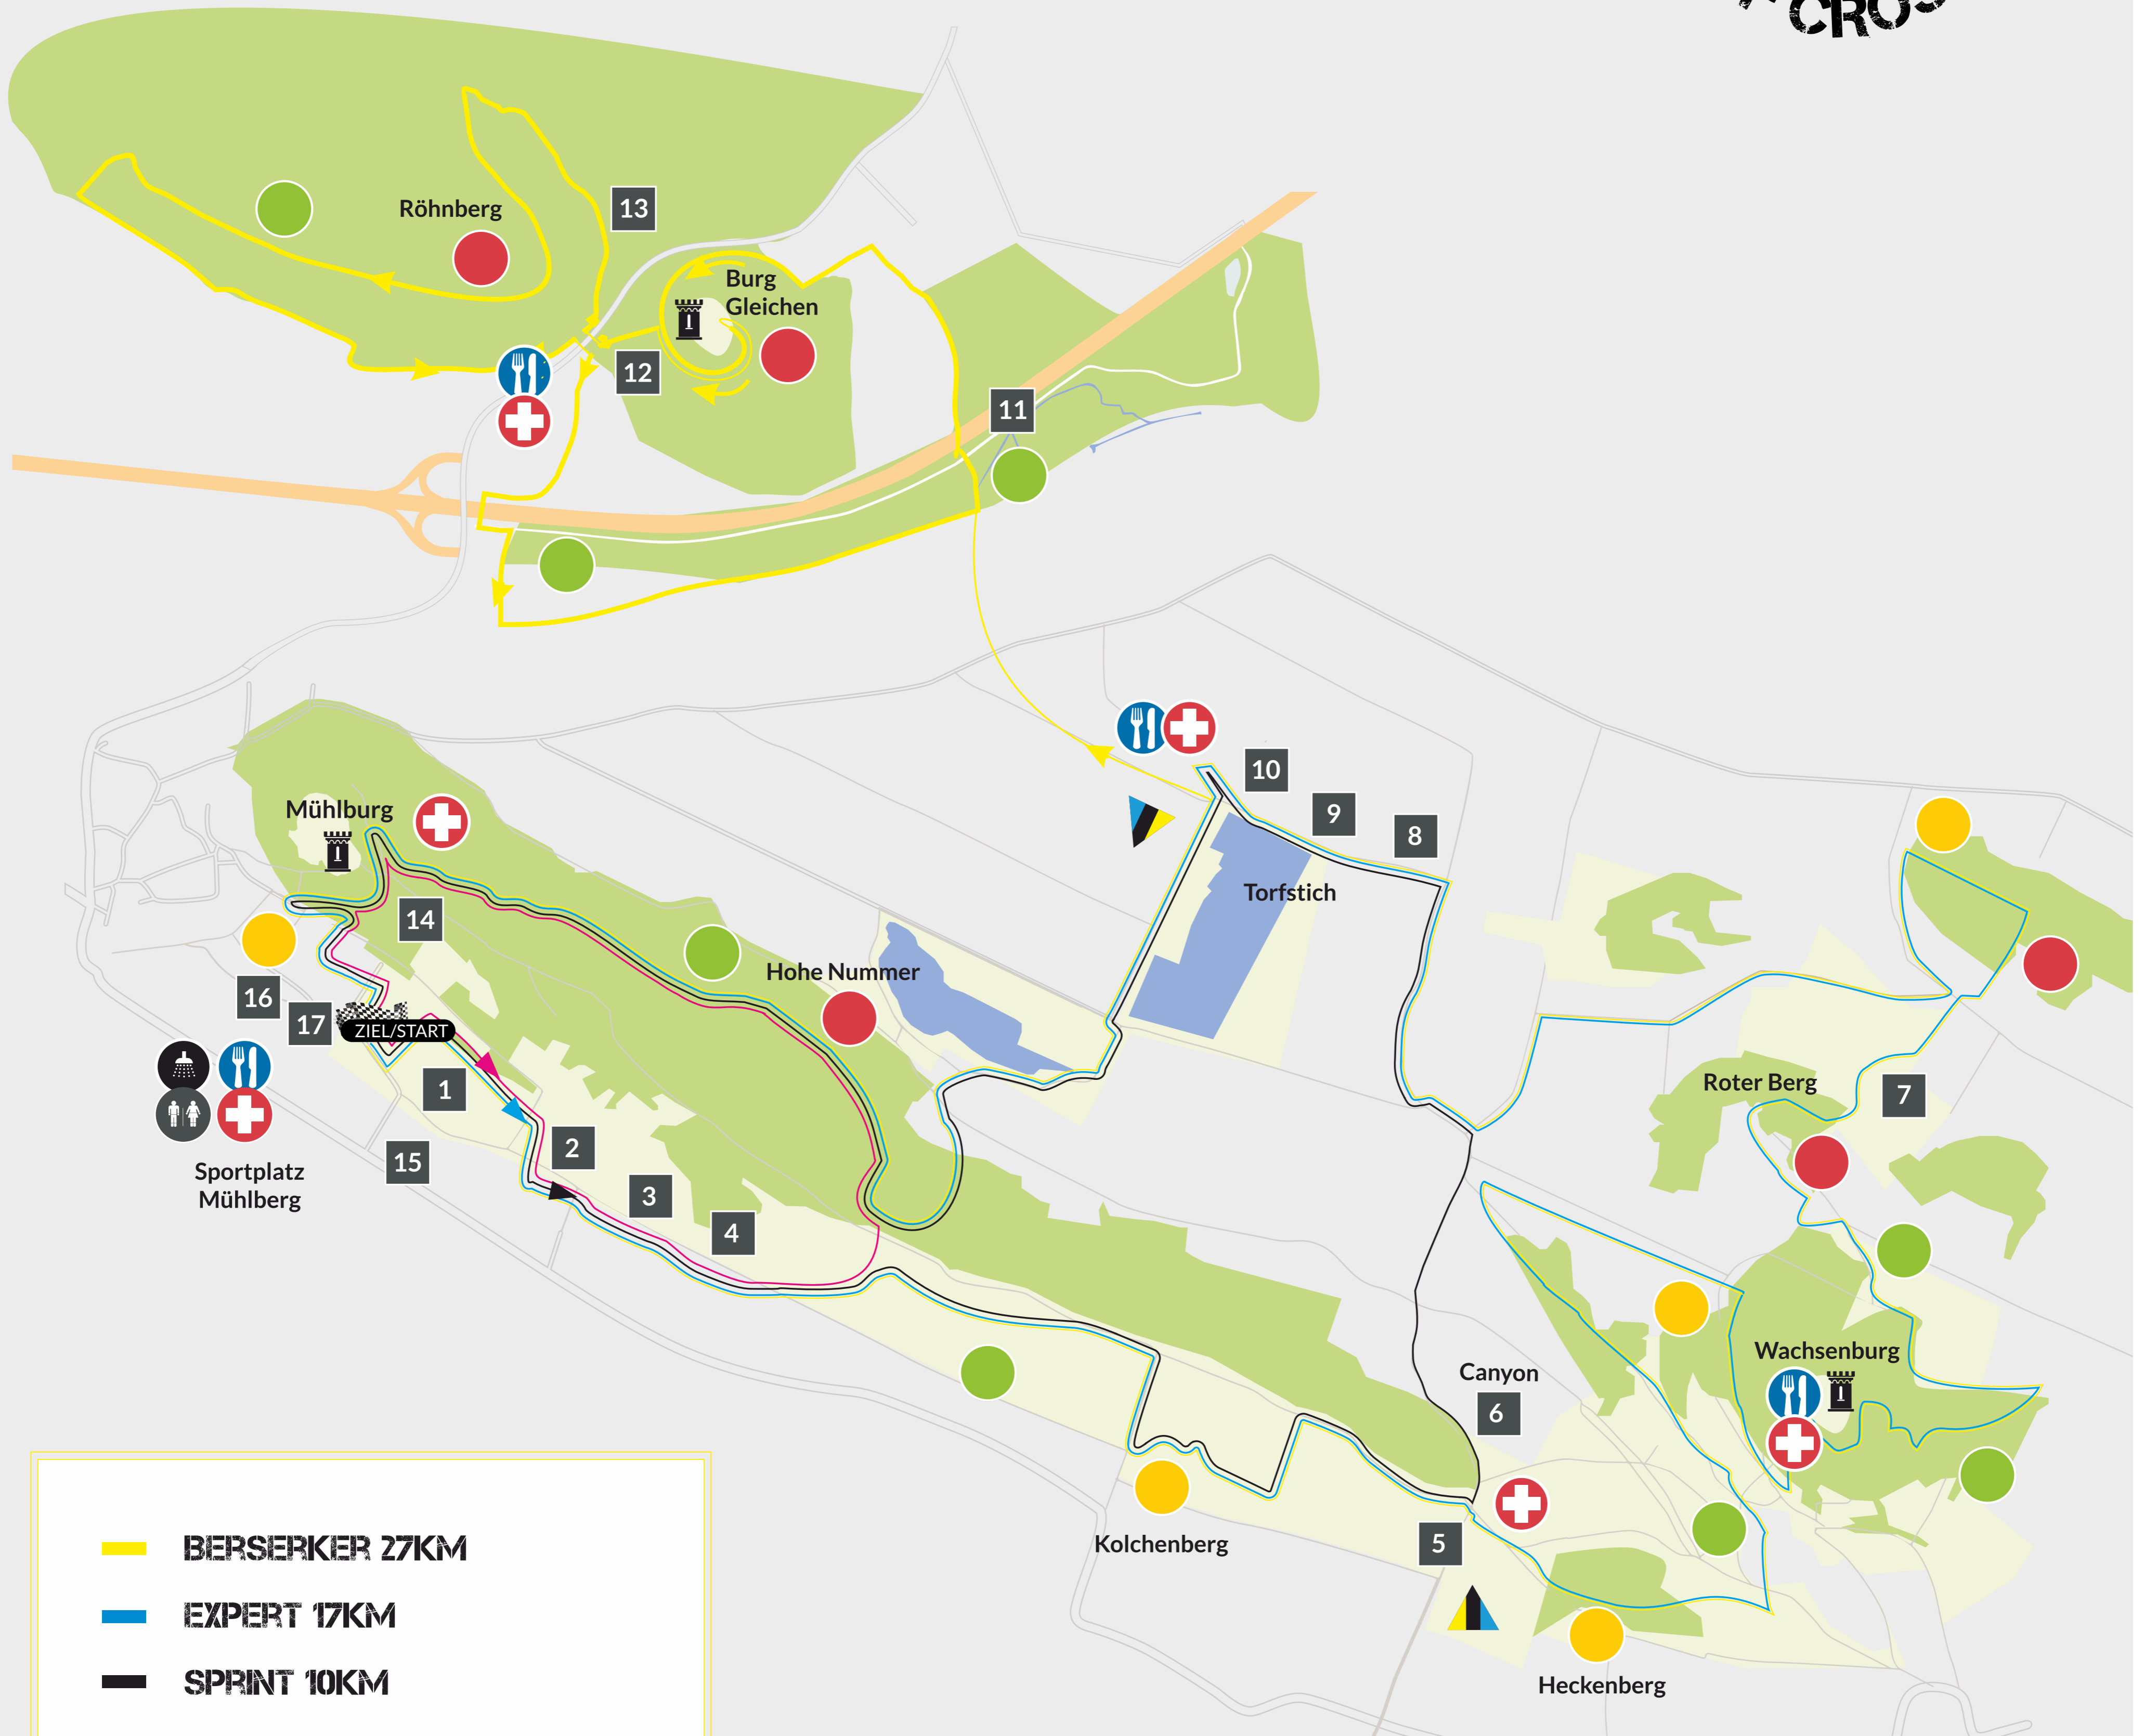 CROS
Röhnberg
13
Burg
Gleichen
12
11
10
9
8
Torfstich
Mühlburg
14
Hohe Nummer
16
17
ZIEL/START
1
2
15
3
4
Sportplatz
Mühlberg
Roter Berg
7
Wachsenburg
Canyon
6
5
Kolchenberg
Heckenberg
BERSERKER 27KM
EXPERT 17KM
SPRINT 10KM